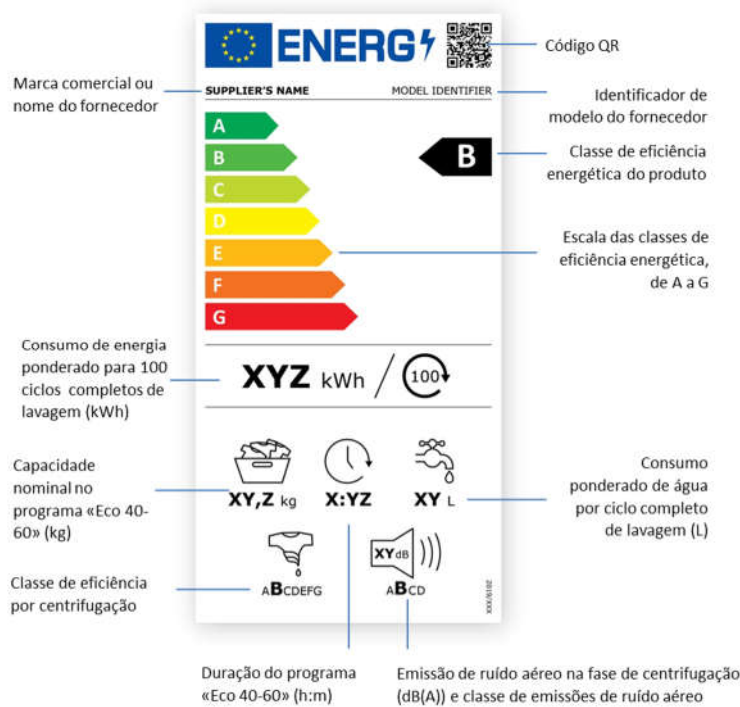 ENERG
Código QR
Marca comercial ou
nome do fornecedor
SUPPLIER'S NAME
MODEL IDENTIFIER
Identificador de
modelo do fornecedor
A
B
C
D
E
F
G
B
Classe de eficiência
energética do produto
Escala das classes de
eficiência energética,
de A a G
Consumo de energia
ponderado para 100
ciclos completos de
lavagem (kWh)
XYZ kWh / 100
Capacidade
nominal no
programa «Eco 40-
60» (kg)
XY,Z kg
X:YZ
XY L
Consumo
ponderado de água
por ciclo completo
de lavagem (L)
Classe de eficiência
por centrifugação
ABCDEFG
XY dB
ABCD
2019/XXX
Duração do programa
«Eco 40-60» (h:m)
Emissão de ruído aéreo na fase de centrifugação
(dB(A)) e classe de emissões de ruído aéreo